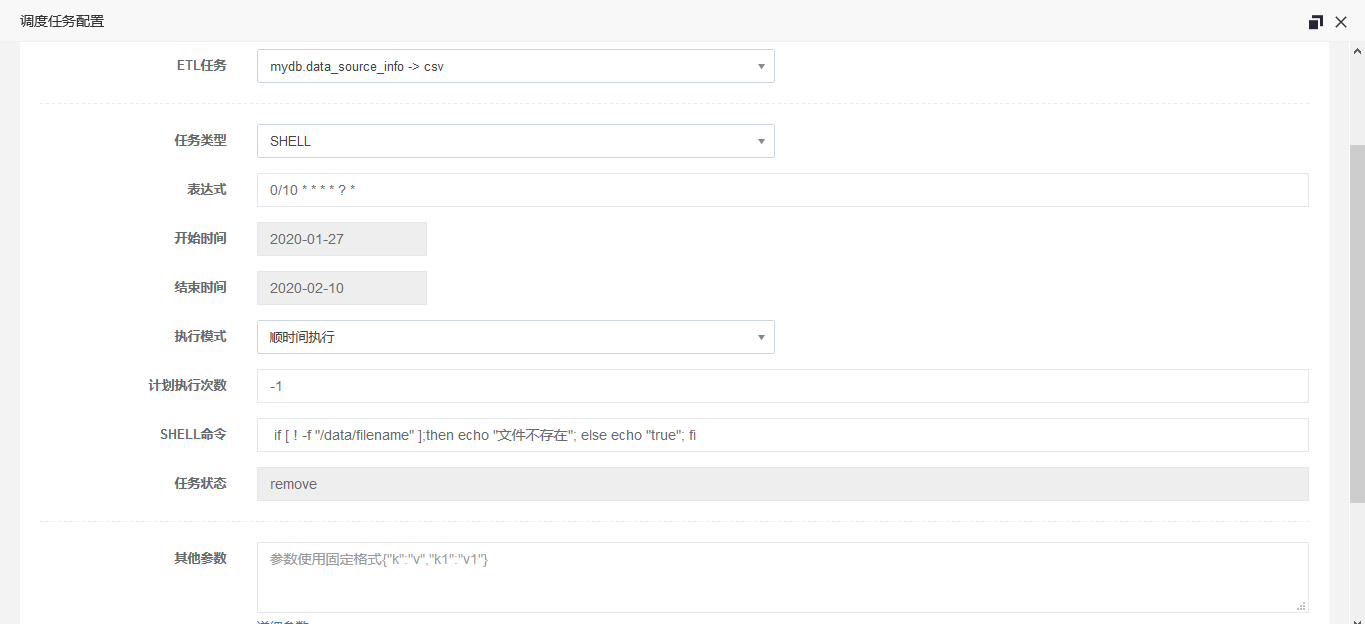 调度任务配置
ETL任务 mydb.data_source_info -> csv
任务类型 SHELL
表达式 0/10 * * * * ? *
开始时间 2020-01-27
结束时间 2020-02-10
执行模式 顺时间执行
计划执行次数 -1
SHELL命令 if [ ! -f "/data/filename" ];then echo "文件不存在"; else echo "true"; fi
任务状态 remove
其他参数 参数使用固定格式{"k":"v","k1":"v1"}
详细参数